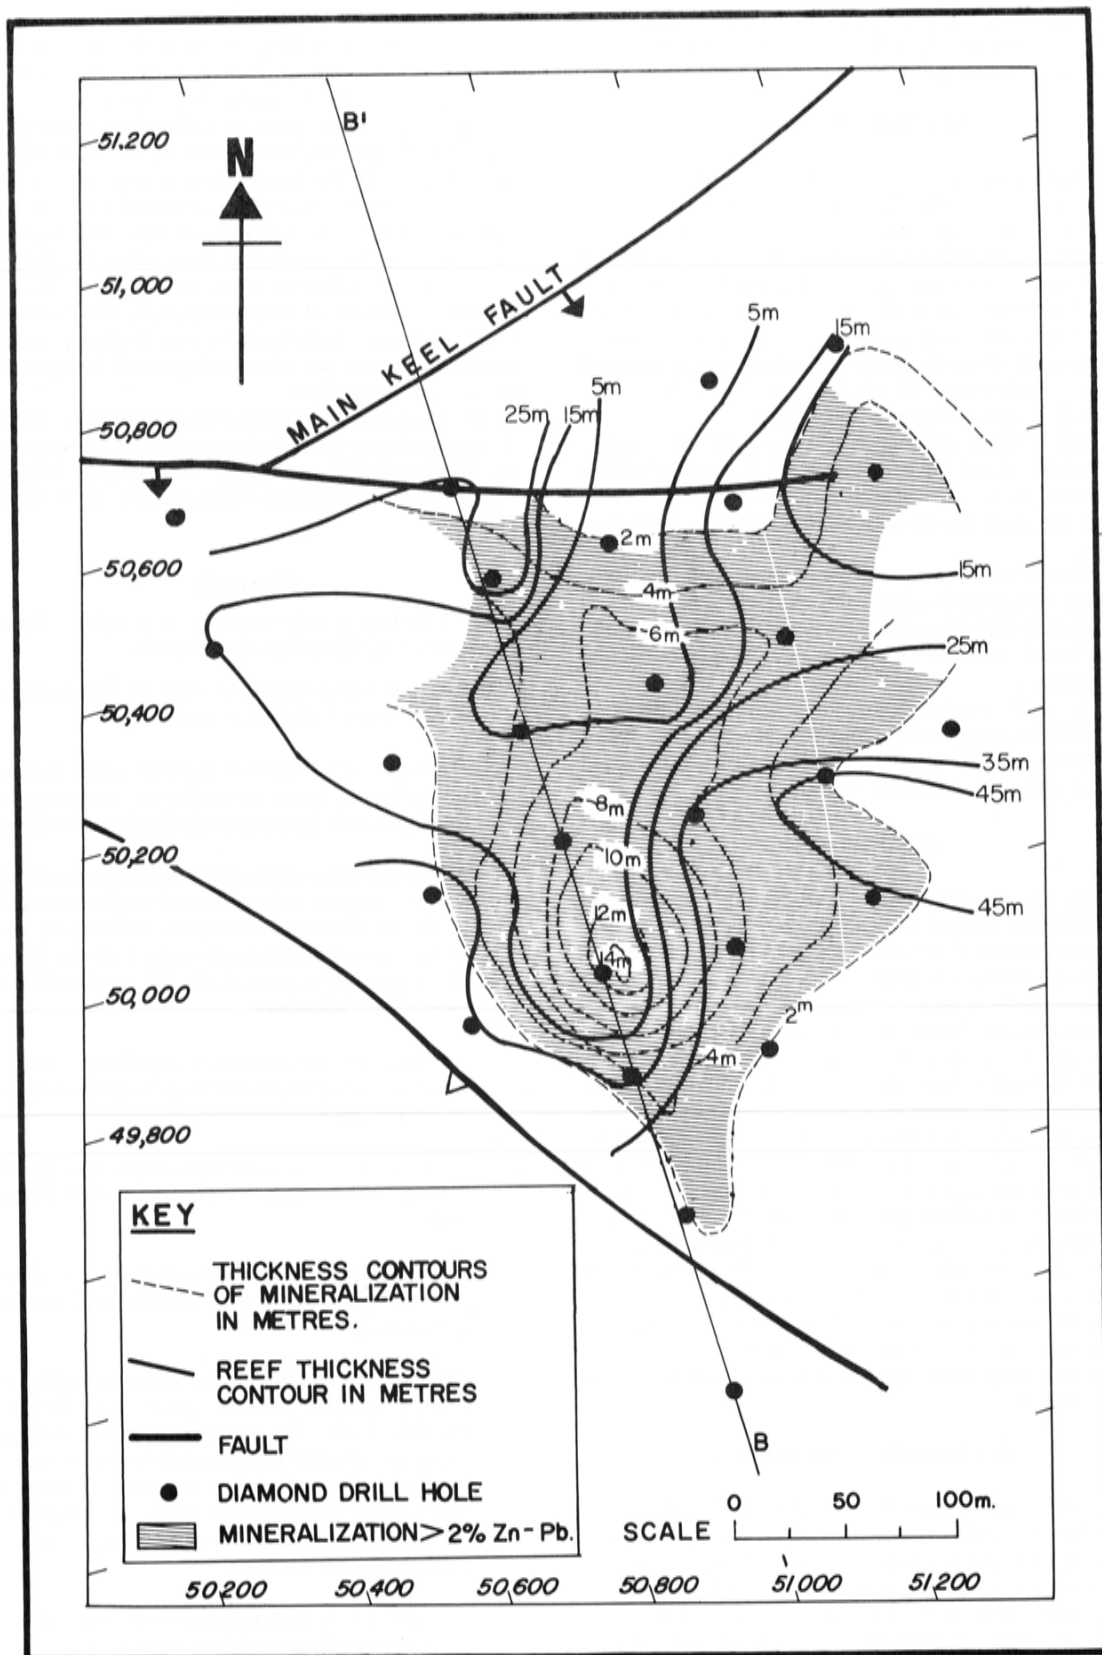 B'
51,200
N
51,000
MAIN KEEL FAULT
5m
15m
5m
25m
15m
50,800
2m
50,600
4m
15m
6m
25m
50,400
35m
45m
8m
50,200
10m
45m
12m
14m
50,000
2m
4m
49,800
KEY
THICKNESS CONTOURS
OF MINERALIZATION
IN METRES.
REEF THICKNESS
CONTOUR IN METRES
FAULT
DIAMOND DRILL HOLE
MINERALIZATION>2% Zn-Pb.
B
0 50 100m.
SCALE
50,200 50,400 50,600 50,800 51,000 51,200